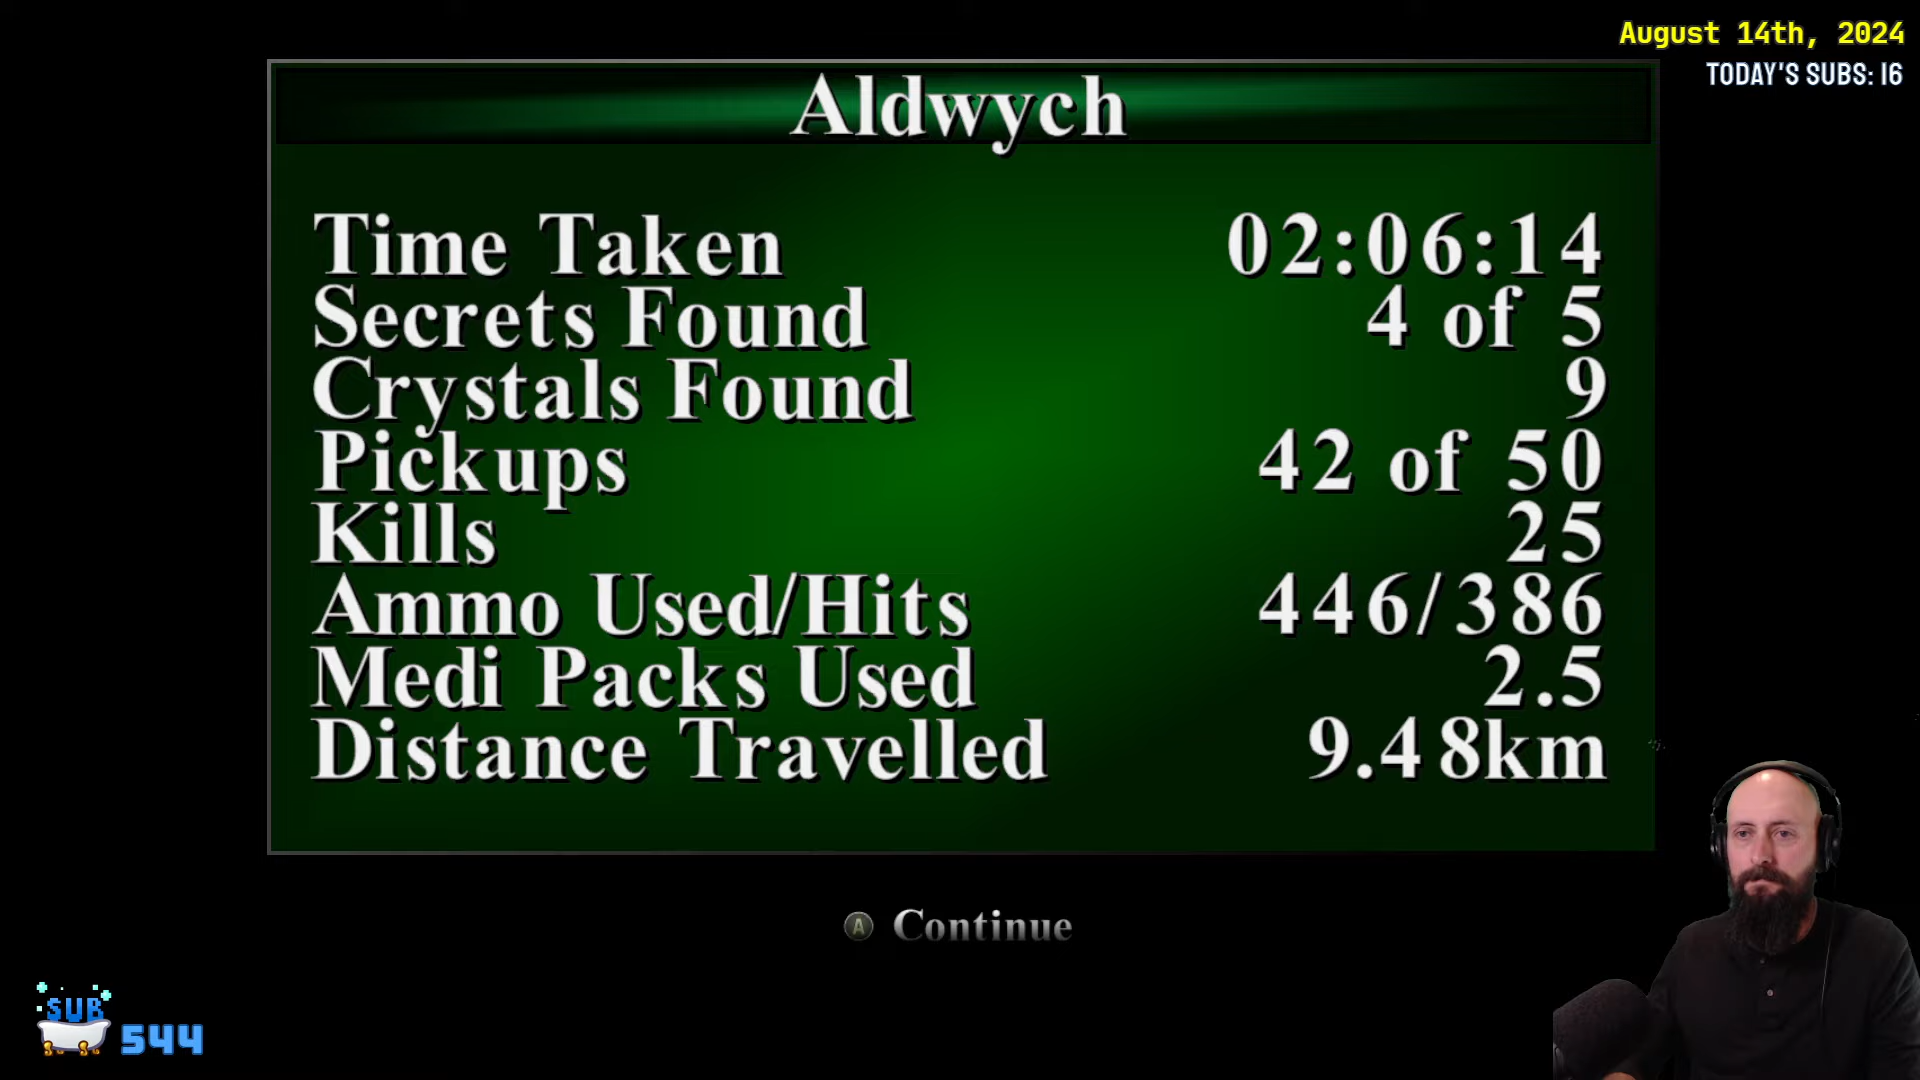 August 14th, 2024
TODAY'S SUBS: 16
Aldwych
Time Taken 02:06:14
Secrets Found 4 of 5
Crystals Found 9
Pickups 42 of 50
Kills 25
Ammo Used/Hits 446/386
Medi Packs Used 2.5
Distance Travelled 9.48km
A Continue
SUB 544